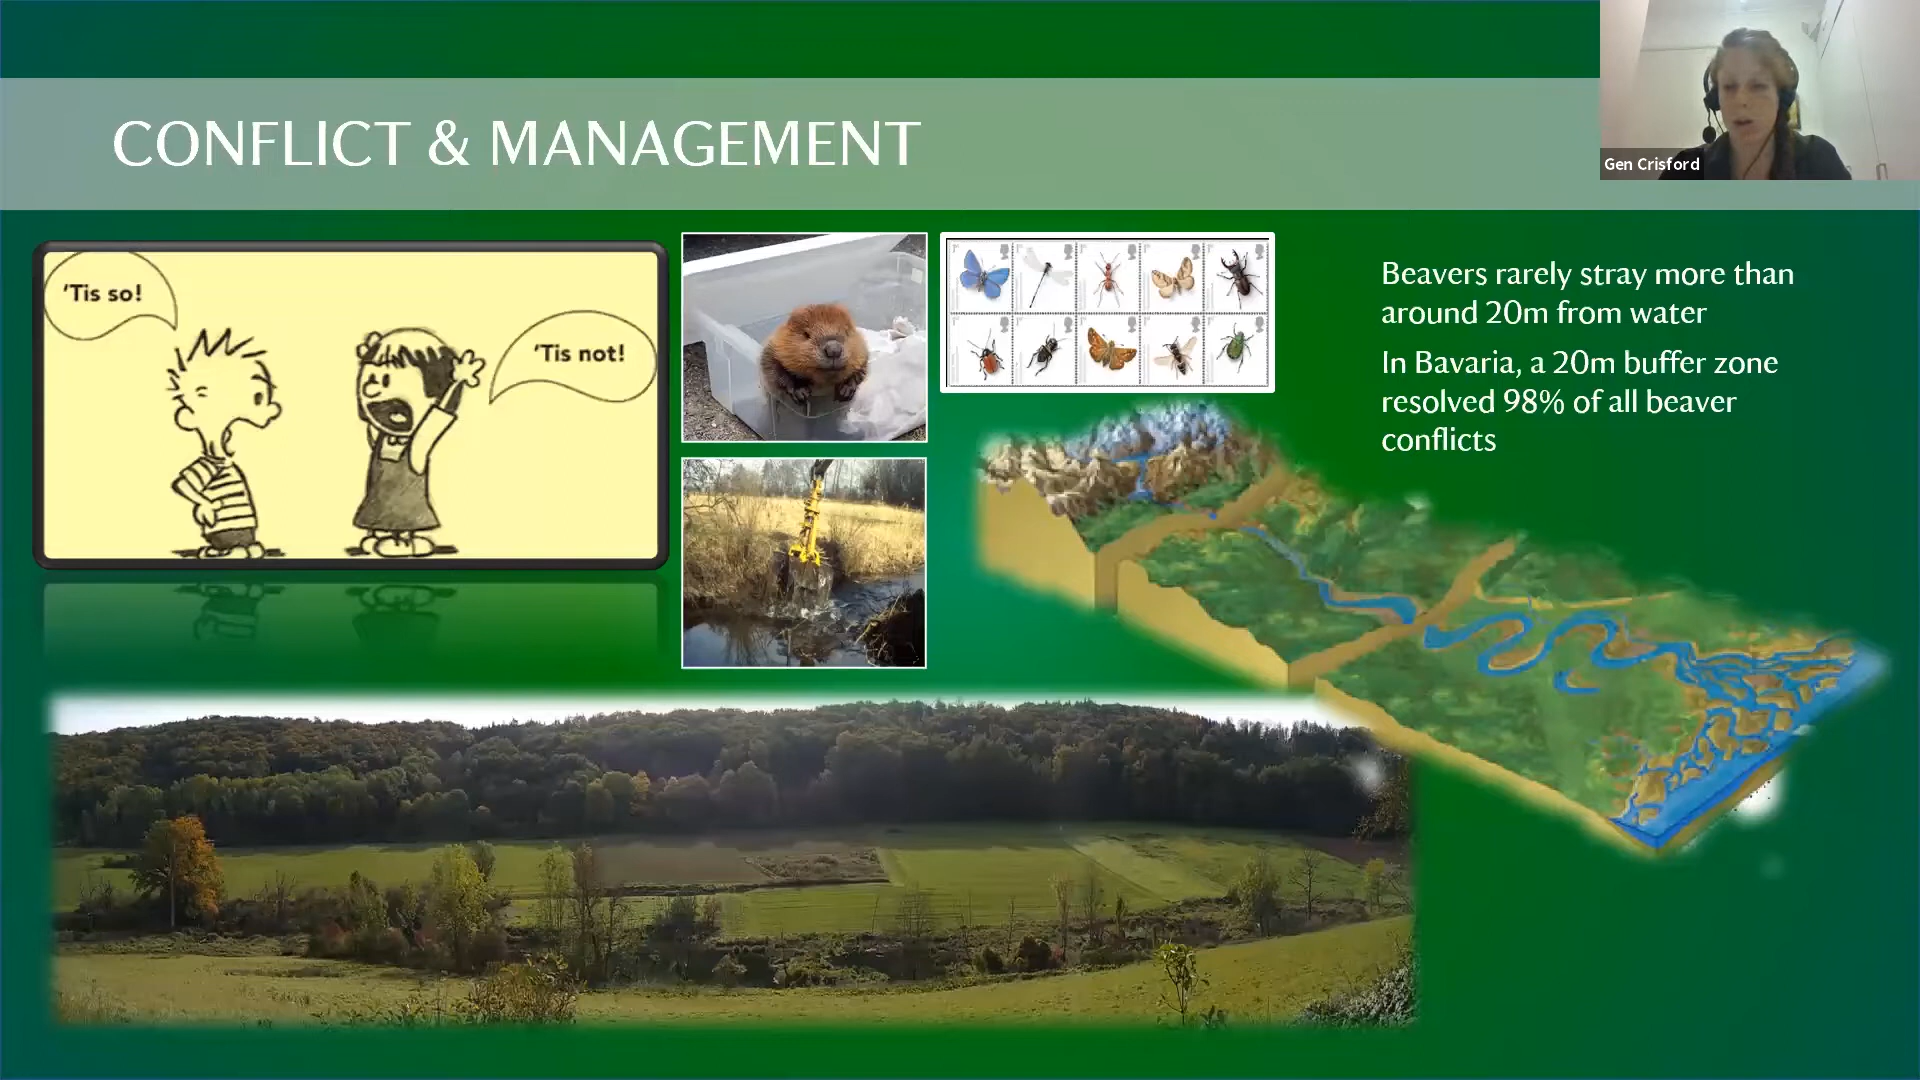 CONFLICT & MANAGEMENT
Gen Crisford
'Tis so!
'Tis not!
Beavers rarely stray more than
around 20m from water
In Bavaria, a 20m buffer zone
resolved 98% of all beaver
conflicts